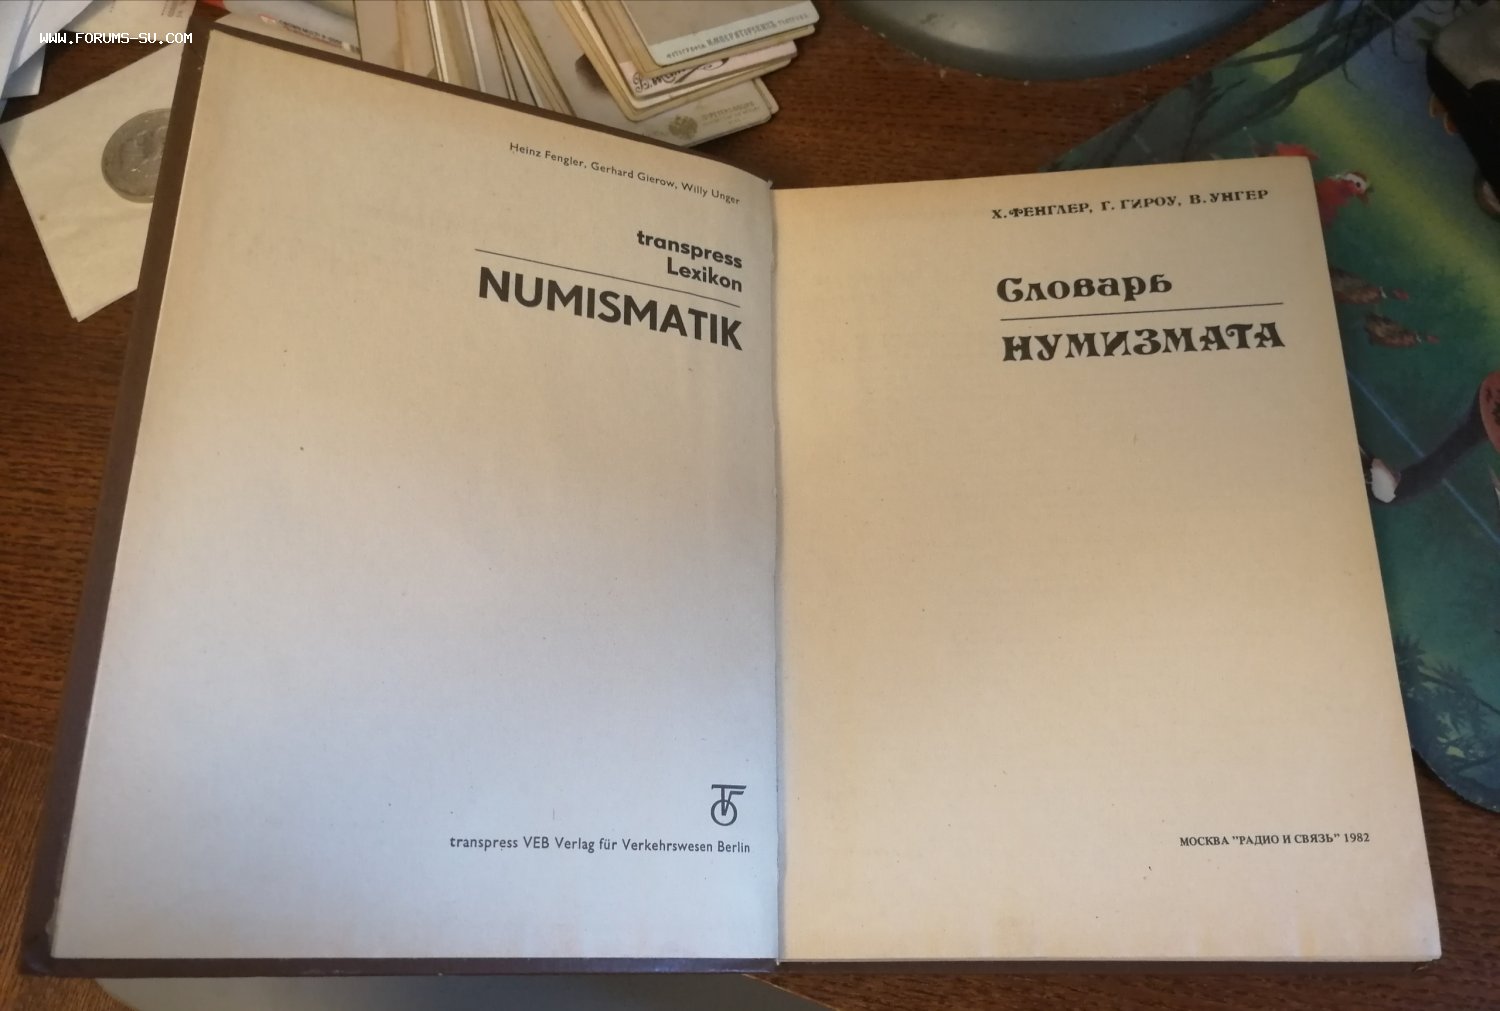 WWW.FORUMS-SU.COM
Heinz Fengler, Gerhard Gierow, Willy Unger
transpress
Lexikon
NUMISMATIK
transpress VEB Verlag für Verkehrswesen Berlin
Х. ФЕНГЛЕР, Г. ГИРОУ, В. УНГЕР
Словарь
НУМИЗМАТА
МОСКВА "РАДИО И СВЯЗЬ" 1982